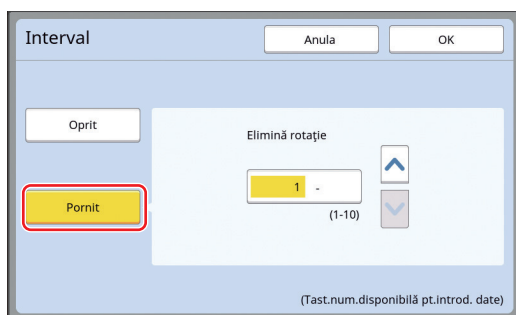 Interval
Anula
OK
Oprit
Elimină rotație
1 -
Pornit
(1-10)
(Tast.num.disponibilă pt.introd. date)